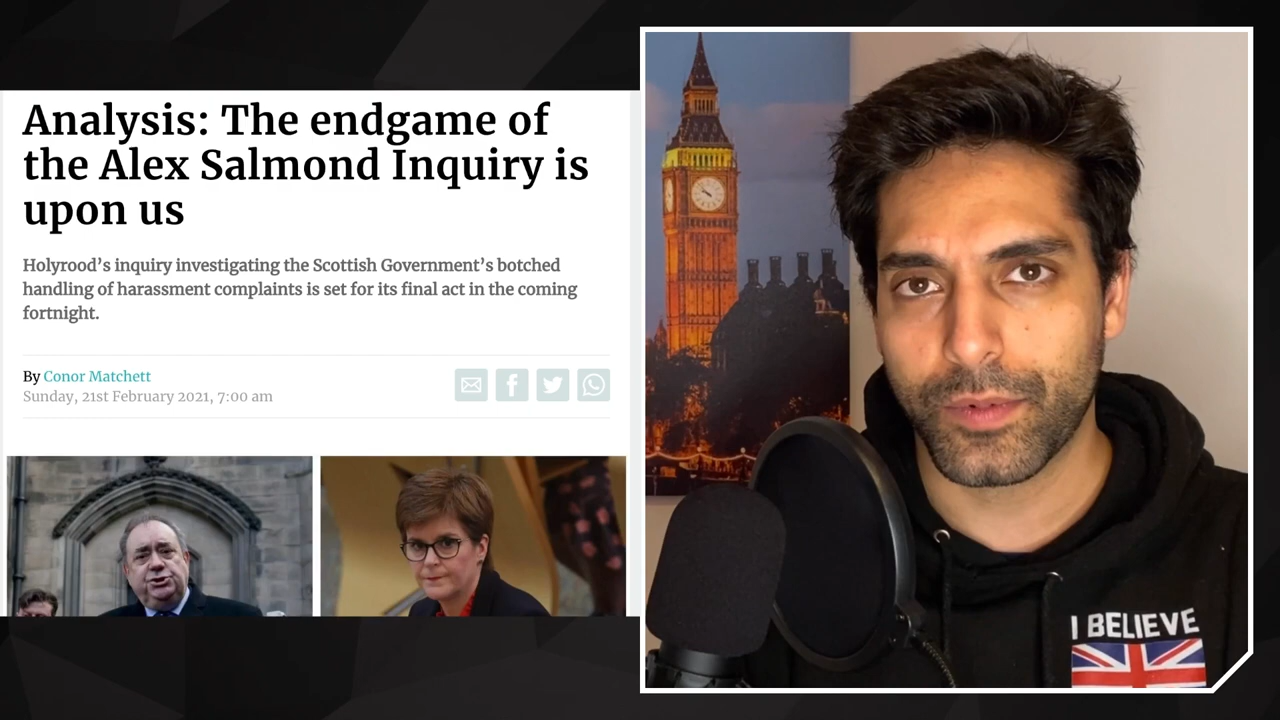 Analysis: The endgame of
the Alex Salmond Inquiry is
upon us
Holyrood’s inquiry investigating the Scottish Government’s botched
handling of harassment complaints is set for its final act in the coming
fortnight.
By Conor Matchett
Sunday, 21st February 2021, 7:00 am
I BELIEVE